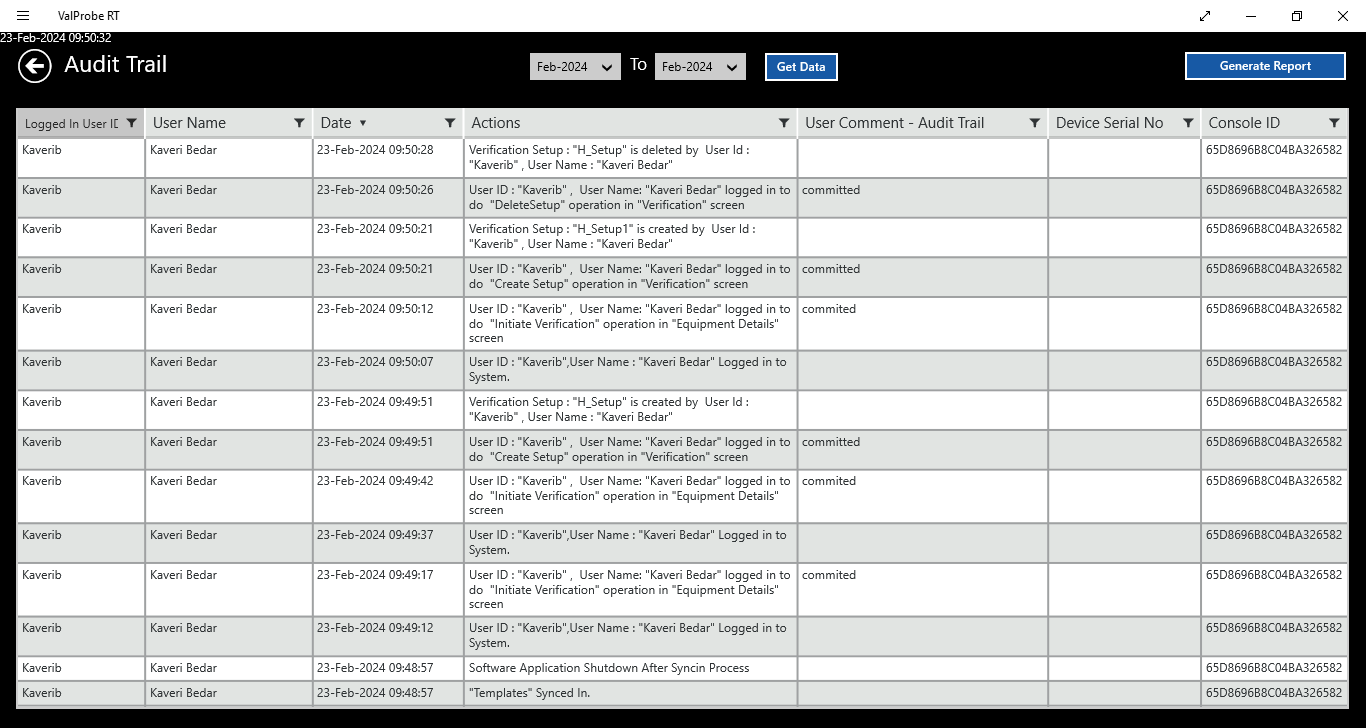 ValProbe RT
23-Feb-2024 09:50:32
Audit Trail
Feb-2024 To Feb-2024 Get Data Generate Report
Logged In User ID User Name Date Actions User Comment - Audit Trail Device Serial No Console ID
Kaverib Kaveri Bedar 23-Feb-2024 09:50:28 Verification Setup : "H_Setup" is deleted by User Id : 65D8696B8C04BA326582
"Kaverib" , User Name : "Kaveri Bedar"
Kaverib Kaveri Bedar 23-Feb-2024 09:50:26 User ID : "Kaverib" , User Name: "Kaveri Bedar" logged in to committed 65D8696B8C04BA326582
do "DeleteSetup" operation in "Verification" screen
Kaverib Kaveri Bedar 23-Feb-2024 09:50:21 Verification Setup : "H_Setup1" is created by User Id : 65D8696B8C04BA326582
"Kaverib" , User Name : "Kaveri Bedar"
Kaverib Kaveri Bedar 23-Feb-2024 09:50:21 User ID : "Kaverib" , User Name: "Kaveri Bedar" logged in to committed 65D8696B8C04BA326582
do "Create Setup" operation in "Verification" screen
Kaverib Kaveri Bedar 23-Feb-2024 09:50:12 User ID : "Kaverib" , User Name: "Kaveri Bedar" logged in to commited 65D8696B8C04BA326582
do "Initiate Verification" operation in "Equipment Details"
screen
Kaverib Kaveri Bedar 23-Feb-2024 09:50:07 User ID : "Kaverib",User Name : "Kaveri Bedar" Logged in to 65D8696B8C04BA326582
System.
Kaverib Kaveri Bedar 23-Feb-2024 09:49:51 Verification Setup : "H_Setup" is created by User Id : 65D8696B8C04BA326582
"Kaverib" , User Name : "Kaveri Bedar"
Kaverib Kaveri Bedar 23-Feb-2024 09:49:51 User ID : "Kaverib" , User Name: "Kaveri Bedar" logged in to committed 65D8696B8C04BA326582
do "Create Setup" operation in "Verification" screen
Kaverib Kaveri Bedar 23-Feb-2024 09:49:42 User ID : "Kaverib" , User Name: "Kaveri Bedar" logged in to commited 65D8696B8C04BA326582
do "Initiate Verification" operation in "Equipment Details"
screen
Kaverib Kaveri Bedar 23-Feb-2024 09:49:37 User ID : "Kaverib",User Name : "Kaveri Bedar" Logged in to 65D8696B8C04BA326582
System.
Kaverib Kaveri Bedar 23-Feb-2024 09:49:17 User ID : "Kaverib" , User Name: "Kaveri Bedar" logged in to commited 65D8696B8C04BA326582
do "Initiate Verification" operation in "Equipment Details"
screen
Kaverib Kaveri Bedar 23-Feb-2024 09:49:12 User ID : "Kaverib",User Name : "Kaveri Bedar" Logged in to 65D8696B8C04BA326582
System.
Kaverib Kaveri Bedar 23-Feb-2024 09:48:57 Software Application Shutdown After Syncin Process 65D8696B8C04BA326582
Kaverib Kaveri Bedar 23-Feb-2024 09:48:57 "Templates" Synced In. 65D8696B8C04BA326582